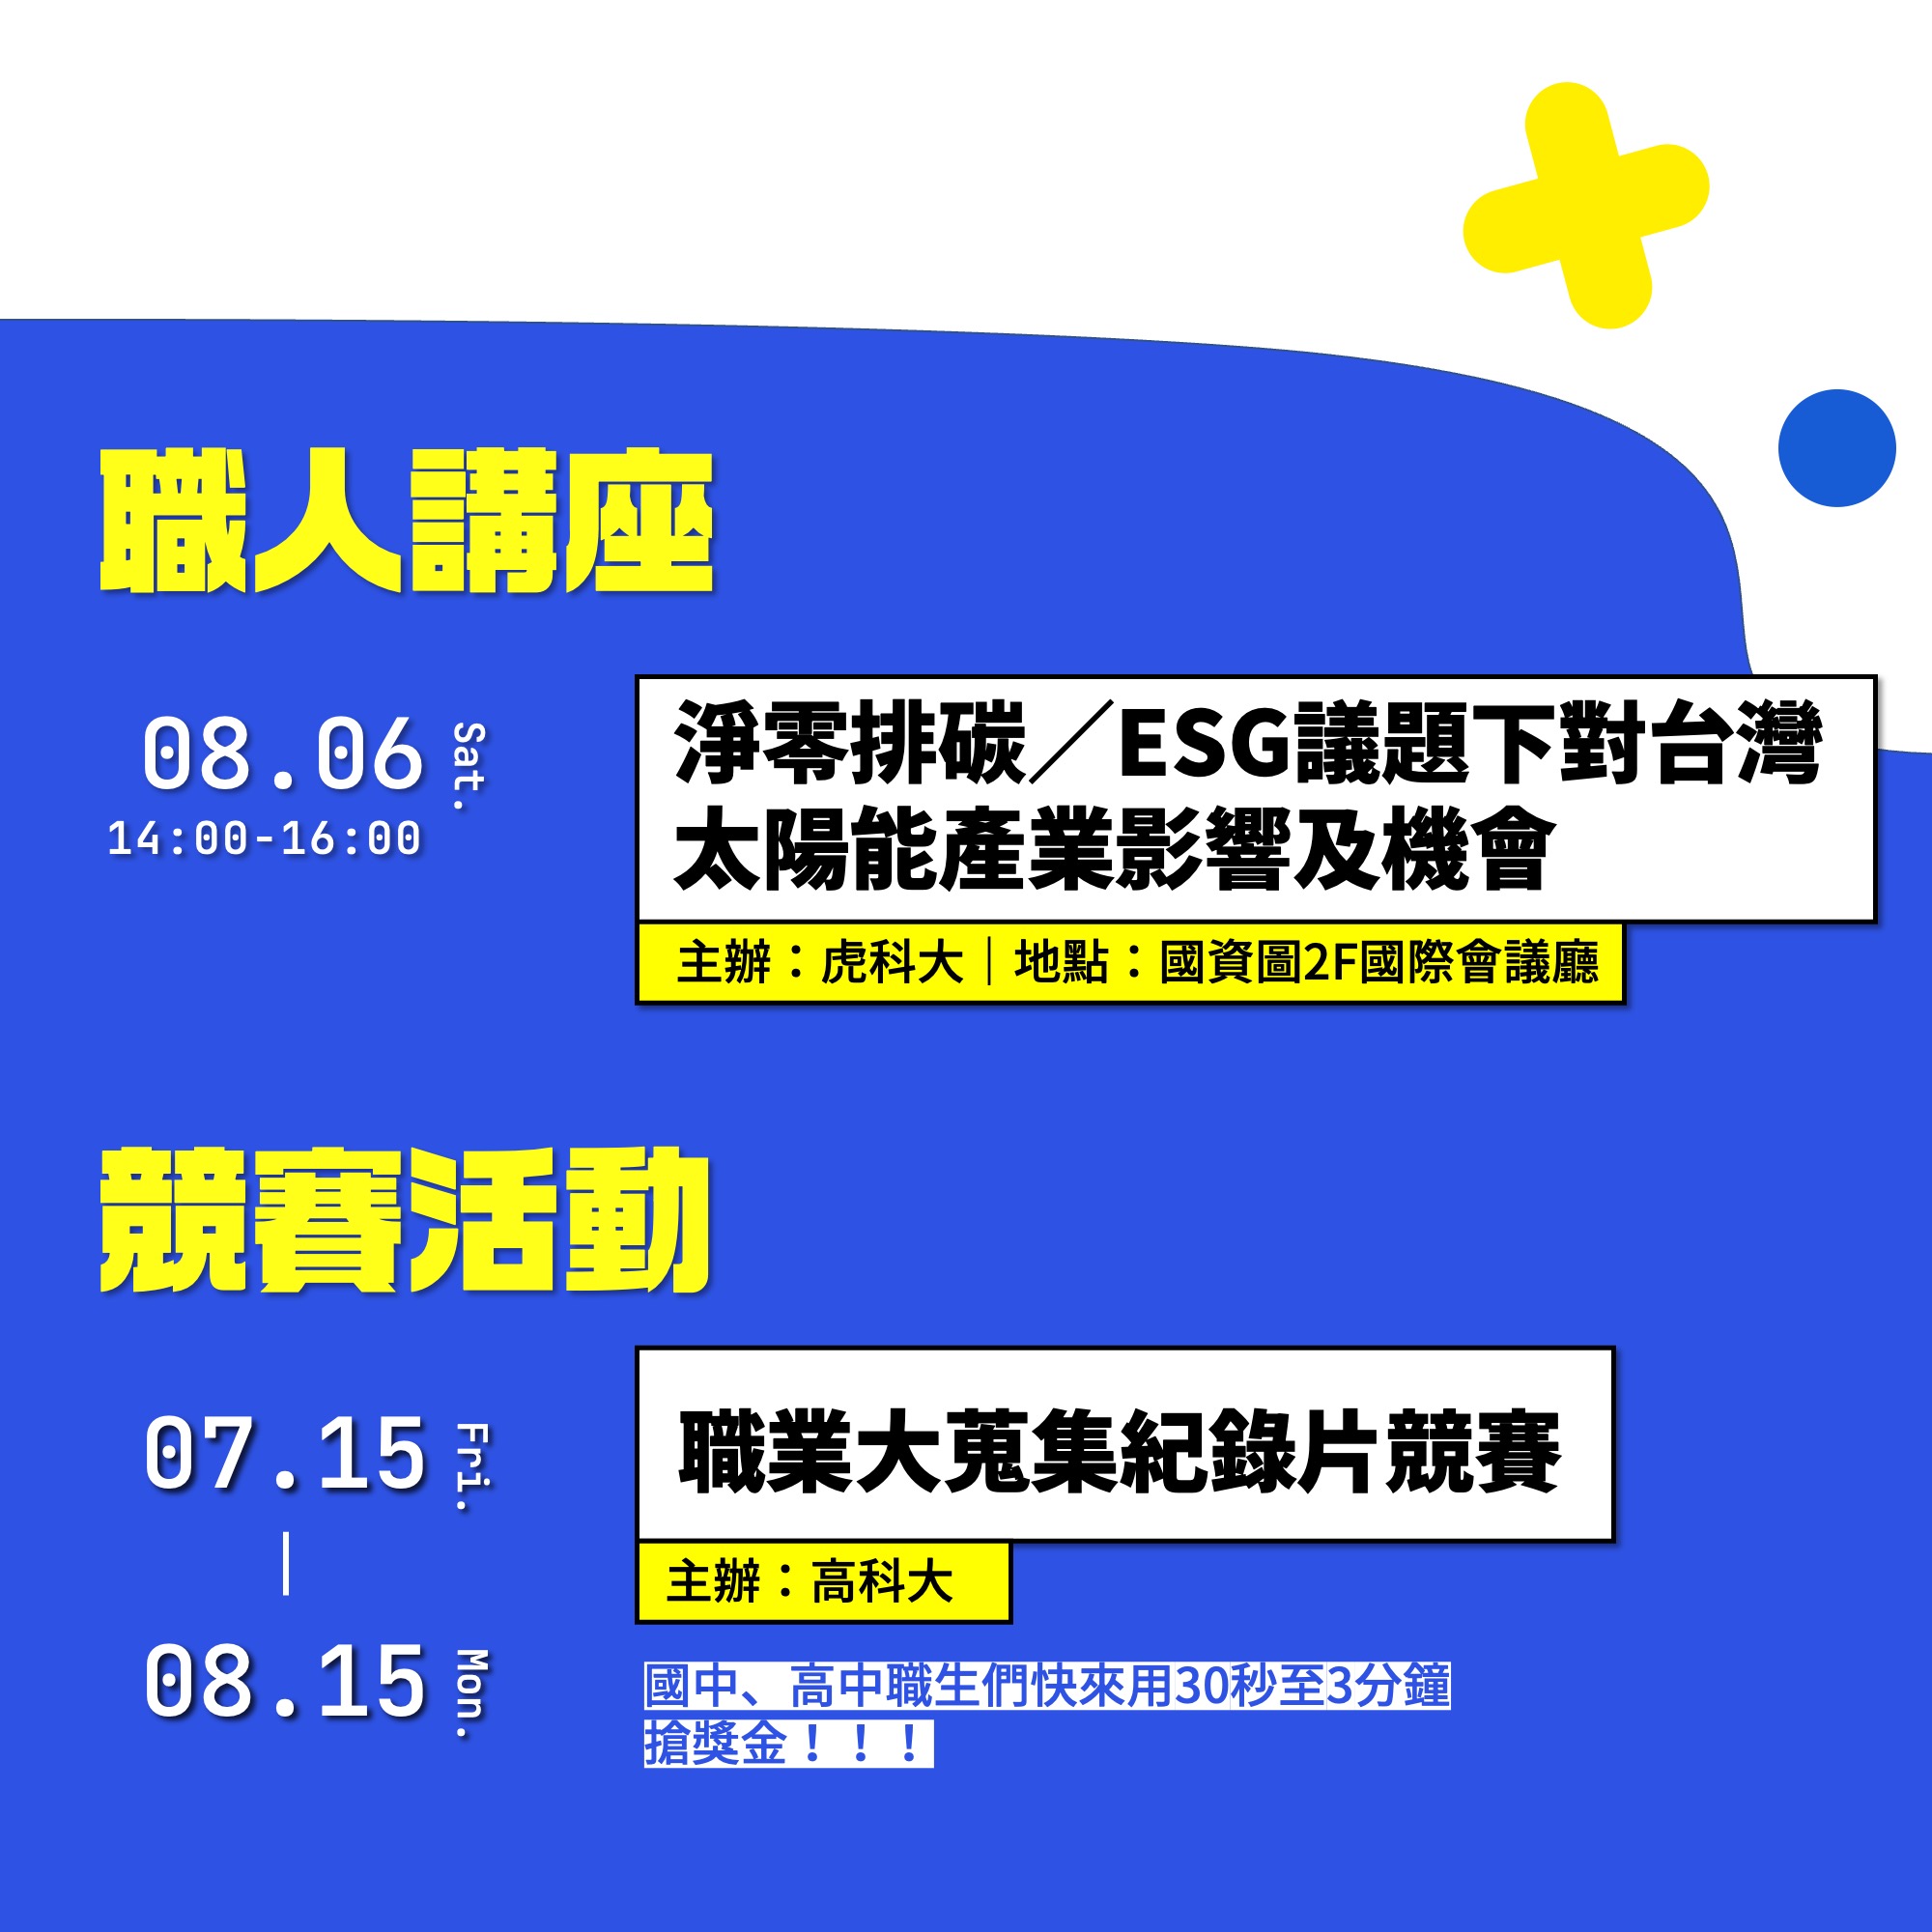 職人講座
08.06 Sat.
14:00-16:00
淨零排碳／ESG議題下對台灣
太陽能產業影響及機會
主辦：虎科大｜地點：國資圖2F國際會議廳
競賽活動
07.15 Fri.
|
08.15 Mon.
職業大蒐集紀錄片競賽
主辦：高科大
國中、高中職生們快來用30秒至3分鐘
搶獎金！！！